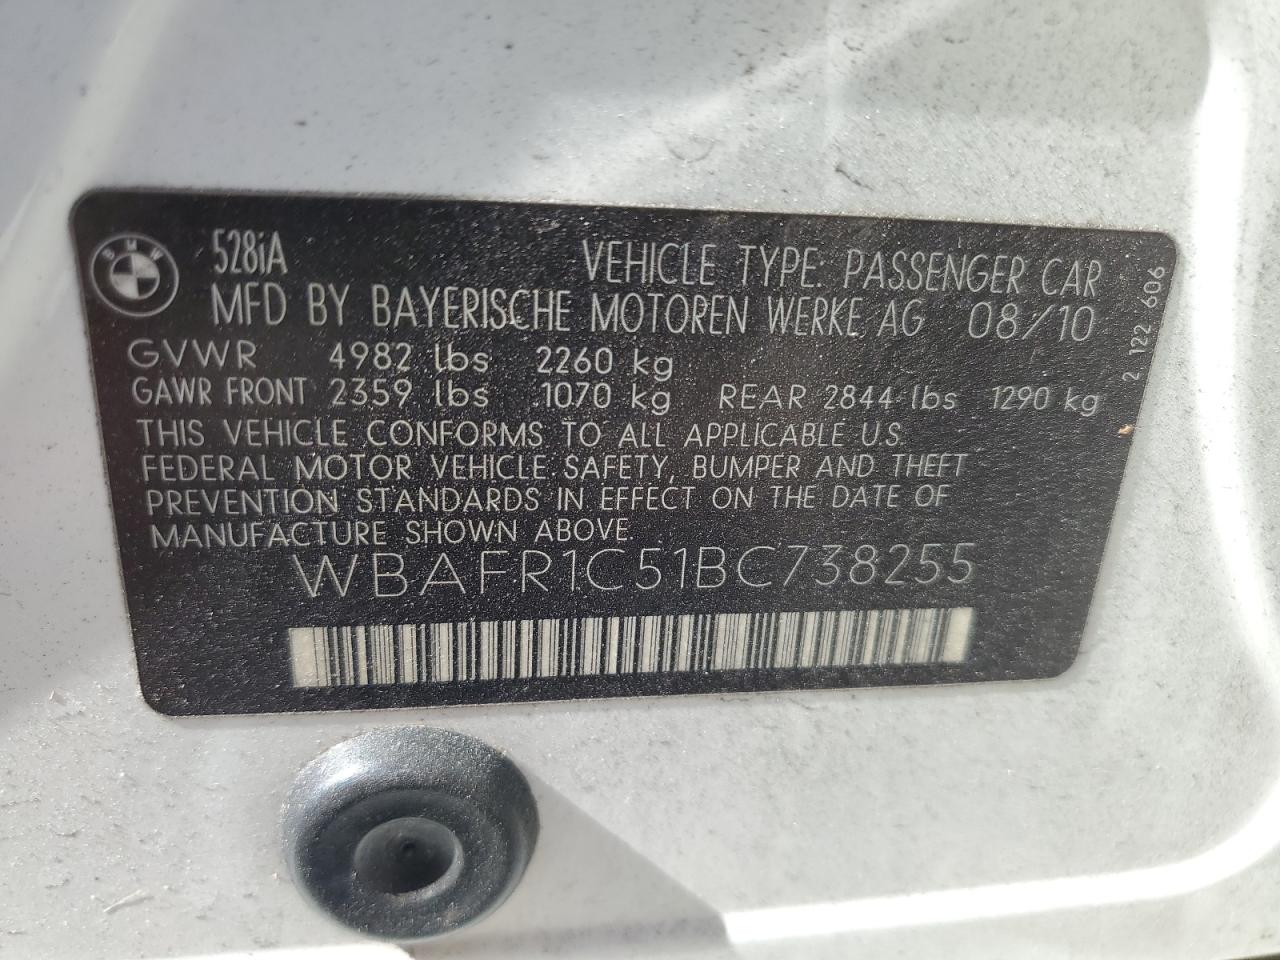 BMW
528iA VEHICLE TYPE: PASSENGER CAR
MFD BY BAYERISCHE MOTOREN WERKE AG 08/10
GVWR 4982 lbs 2260 kg
GAWR FRONT 2359 lbs 1070 kg REAR 2844 lbs 1290 kg
THIS VEHICLE CONFORMS TO ALL APPLICABLE U.S.
FEDERAL MOTOR VEHICLE SAFETY, BUMPER AND THEFT
PREVENTION STANDARDS IN EFFECT ON THE DATE OF
MANUFACTURE SHOWN ABOVE.
WBAFR1C51BC738255
2 122 606